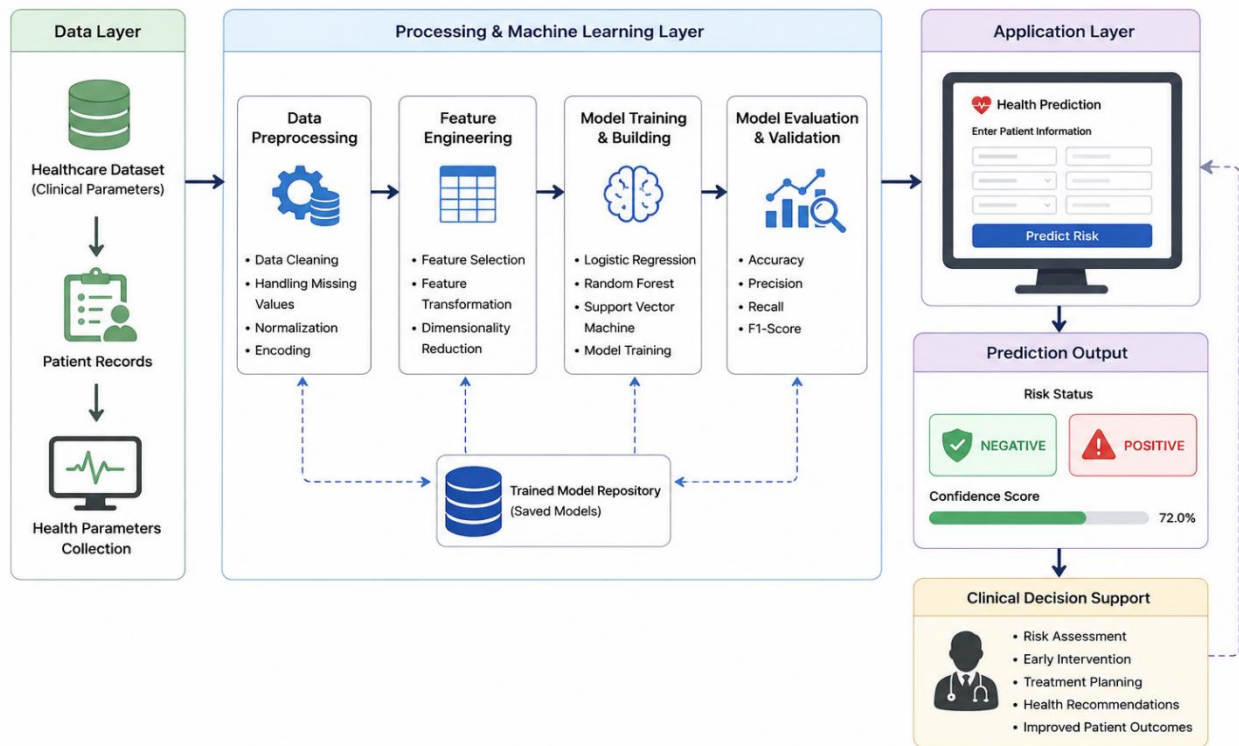 Data Layer
Healthcare Dataset
(Clinical Parameters)
Patient Records
Health Parameters
Collection
Processing & Machine Learning Layer
Data
Preprocessing
• Data Cleaning
• Handling Missing
Values
• Normalization
• Encoding
Feature
Engineering
• Feature Selection
• Feature
Transformation
• Dimensionality
Reduction
Model Training
& Building
• Logistic Regression
• Random Forest
• Support Vector
Machine
• Model Training
Model Evaluation
& Validation
• Accuracy
• Precision
• Recall
• F1-Score
Trained Model Repository
(Saved Models)
Application Layer
Health Prediction
Enter Patient Information
Predict Risk
Prediction Output
Risk Status
NEGATIVE
POSITIVE
Confidence Score
72.0%
Clinical Decision Support
• Risk Assessment
• Early Intervention
• Treatment Planning
• Health Recommendations
• Improved Patient Outcomes